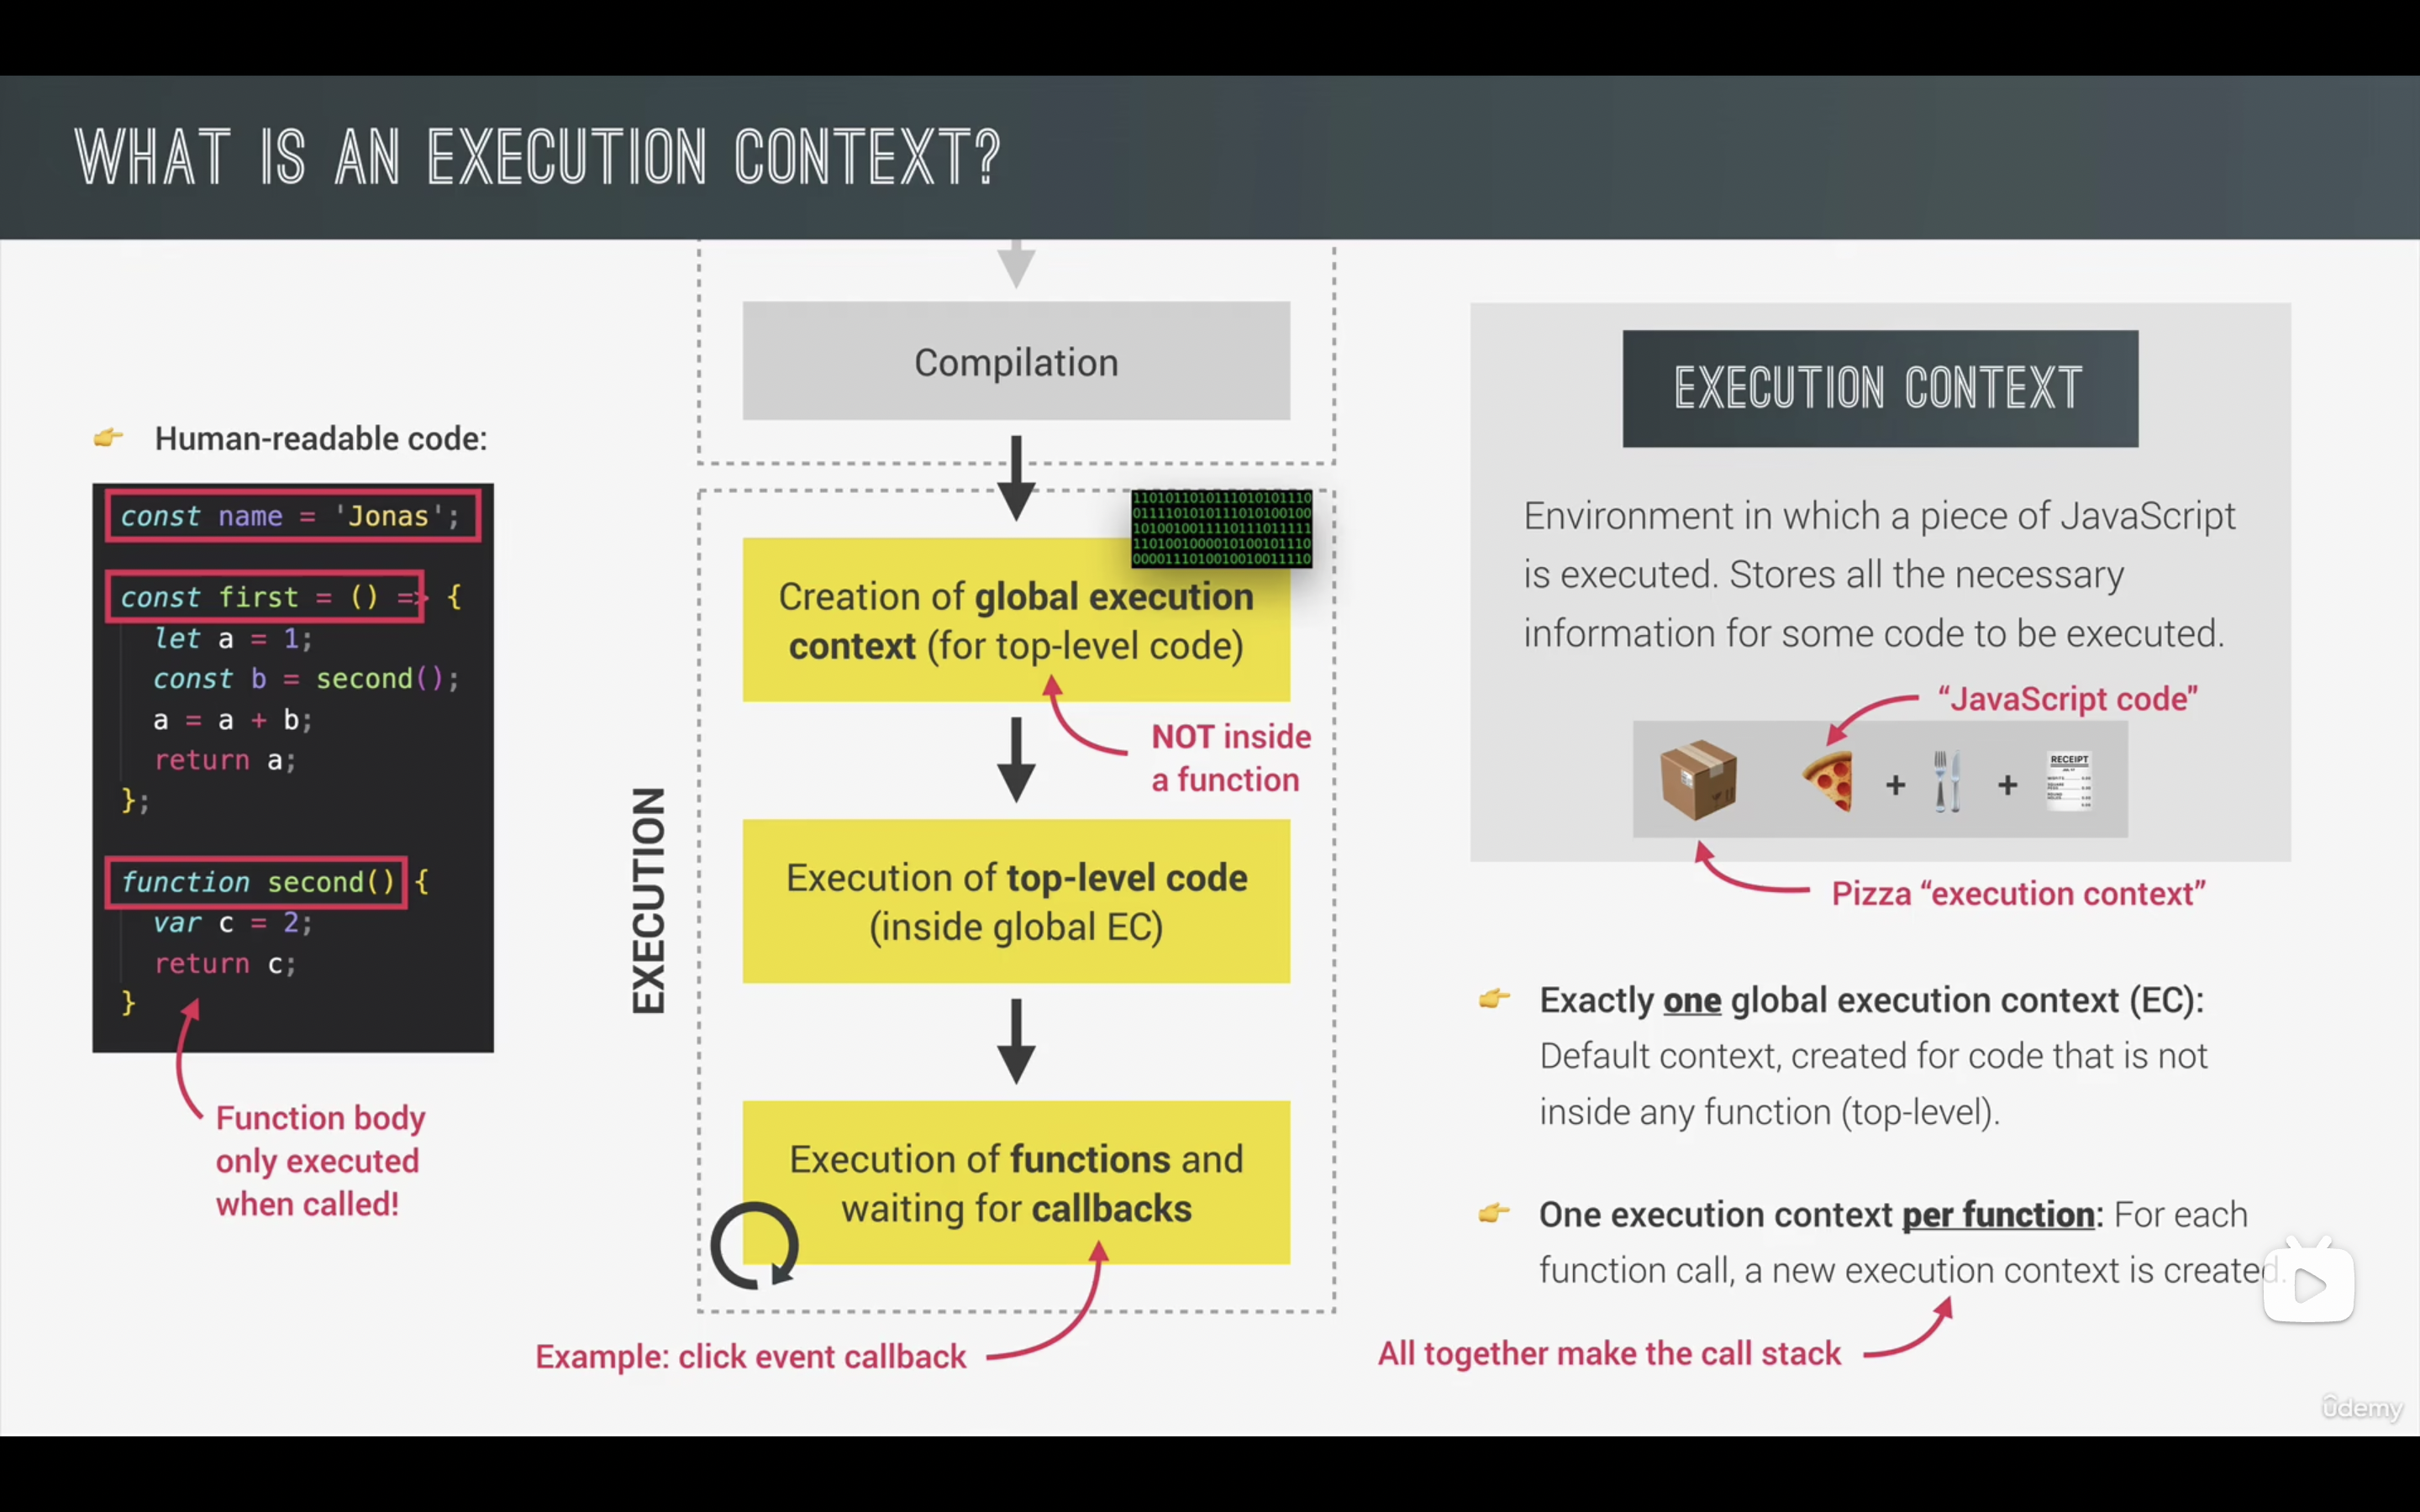 WHAT IS AN EXECUTION CONTEXT?
Human-readable code:
const name = 'Jonas';
const first = () => {
let a = 1;
const b = second();
a = a + b;
return a;
};
function second() {
var c = 2;
return c;
}
Function body
only executed
when called!
EXECUTION
Compilation
11010110101110101011110
Creation of global execution
context (for top-level code)
NOT inside
a function
Execution of top-level code
(inside global EC)
Execution of functions and
waiting for callbacks
Example: click event callback
EXECUTION CONTEXT
Environment in which a piece of JavaScript
is executed. Stores all the necessary
information for some code to be executed.
“JavaScript code"
+
+
RECEIPT
Pizza “execution context”
Exactly one global execution context (EC):
Default context, created for code that is not
inside any function (top-level).
One execution context per function: For each
function call, a new execution context is created.
All together make the call stack
udemy